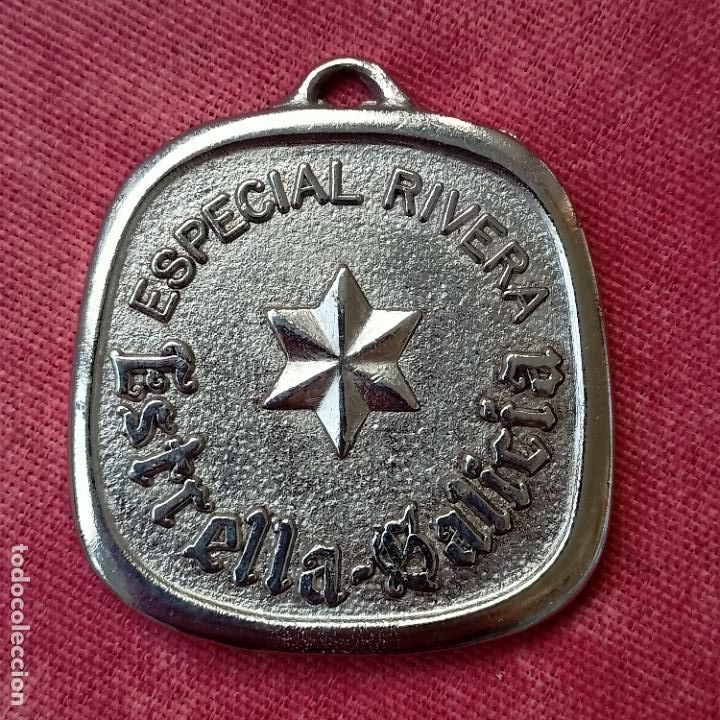 ESPECIAL RIVERA
Estrella-Galicia
todocoleccion